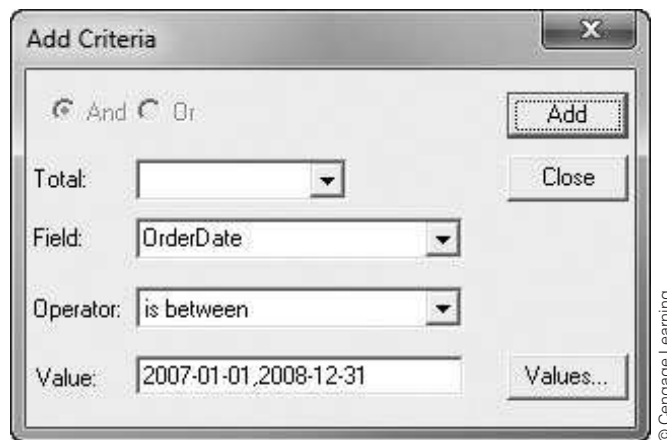 Add Criteria
And Or
Add
Total:
Close
Field: OrderDate
Operator: is between
Value: 2007-01-01,2008-12-31
Values...
© Cengage Learning